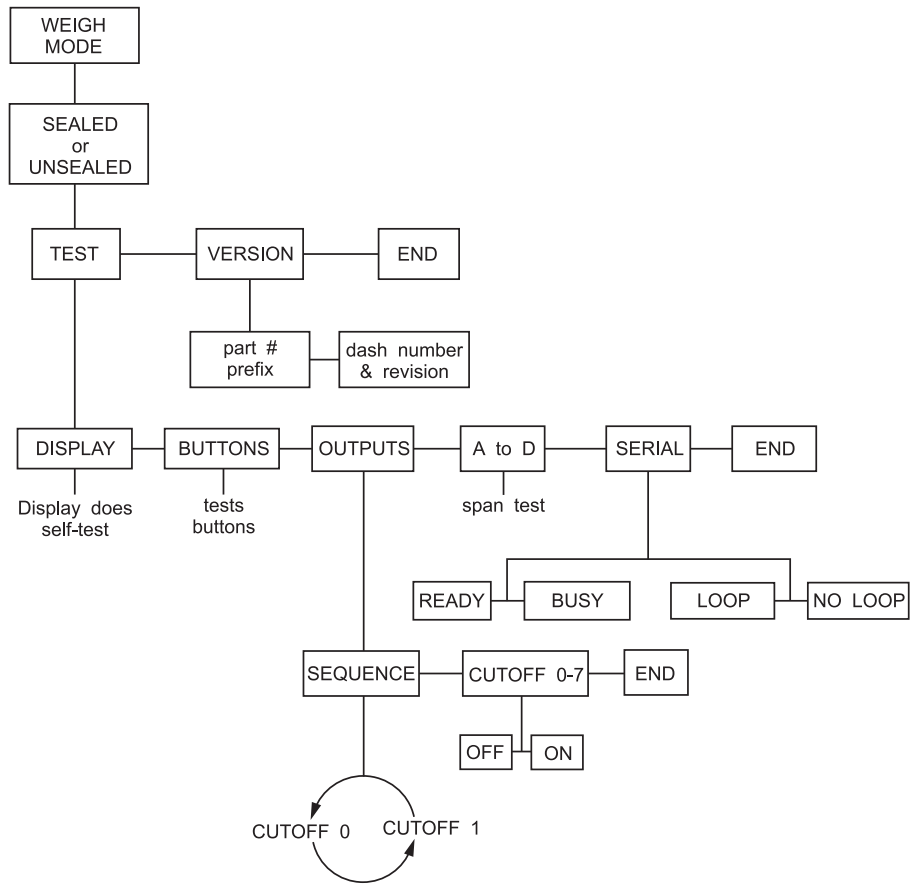 WEIGH
MODE
SEALED
or
UNSEALED
TEST
VERSION
END
part #
prefix
dash number
& revision
DISPLAY
BUTTONS
OUTPUTS
A to D
SERIAL
END
Display does
self-test
tests
buttons
span test
READY
BUSY
LOOP
NO LOOP
SEQUENCE
CUTOFF 0-7
END
OFF
ON
CUTOFF 0
CUTOFF 1